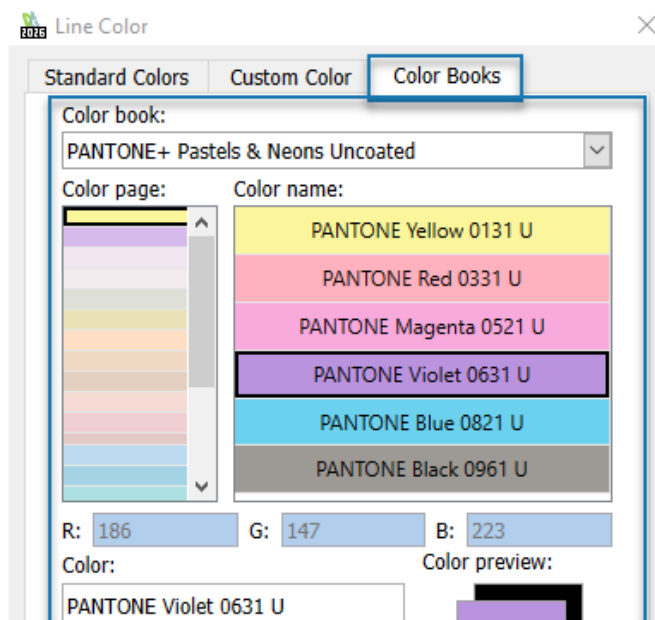 2026 Line Color
Standard Colors Custom Color Color Books
Color book:
PANTONE+ Pastels & Neons Uncoated
Color page: Color name:
PANTONE Yellow 0131 U
PANTONE Red 0331 U
PANTONE Magenta 0521 U
PANTONE Violet 0631 U
PANTONE Blue 0821 U
PANTONE Black 0961 U
R: 186 G: 147 B: 223
Color: Color preview:
PANTONE Violet 0631 U